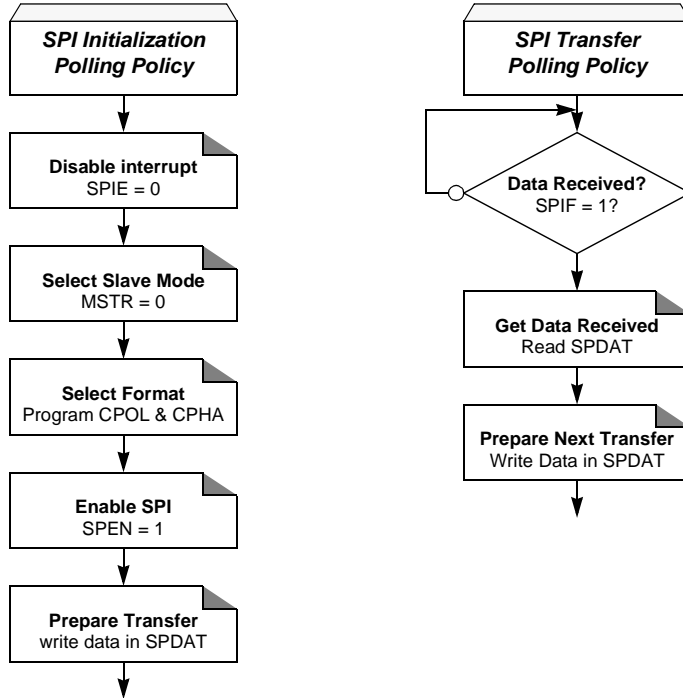 SPI Initialization
Polling Policy
Disable interrupt
SPIE = 0
Select Slave Mode
MSTR = 0
Select Format
Program CPOL & CPHA
Enable SPI
SPEN = 1
Prepare Transfer
write data in SPDAT
SPI Transfer
Polling Policy
Data Received?
SPIF = 1?
Get Data Received
Read SPDAT
Prepare Next Transfer
Write Data in SPDAT